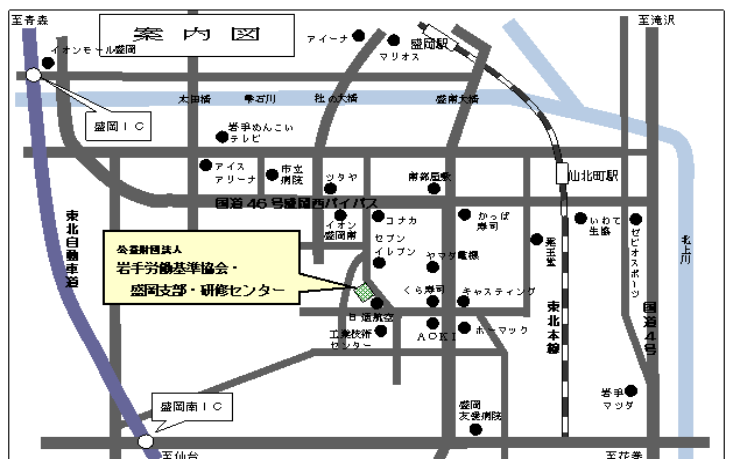 至青森
案内図
至滝沢
アイーナ
マリオス
盛岡駅
イオンモール盛岡
太田橋
雫石川
杜の大橋
盛南大橋
盛岡IC
岩手めんこい
テレビ
アイス
アリーナ
市立
病院
ツタヤ
南部屋敷
仙北町駅
国道46号盛岡西バイパス
イオン
盛岡南
コナカ
かっぱ
寿司
いわて
生協
ゼビオスポーツ
北上川
東北自動車道
公益財団法人
岩手労働基準協会・
盛岡支部・研修センター
セブン
イレブン
ヤマダ電機
くら寿司
キャスティング
日通航空
工業技術
センター
AOKI
ホーマック
東北本線
国道4号
盛岡南IC
盛岡
友愛病院
岩手
マツダ
至仙台
至花巻